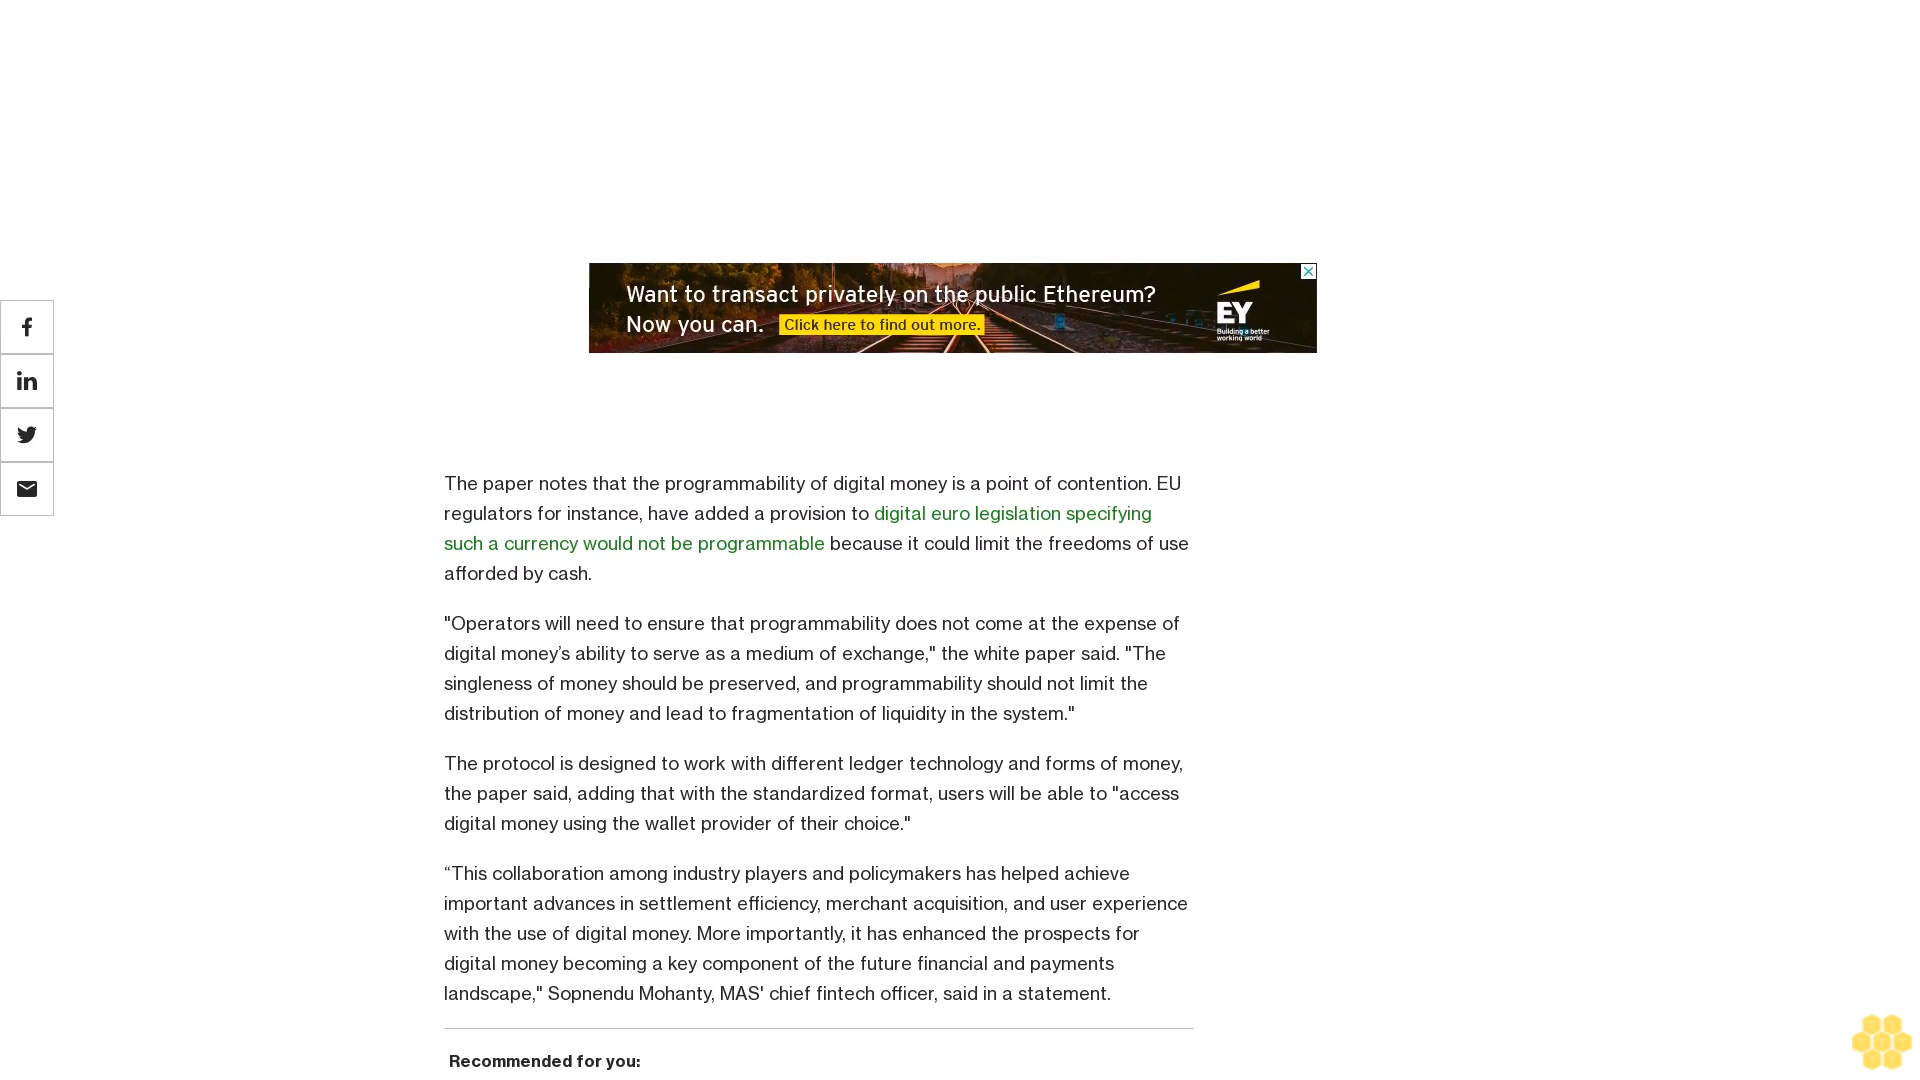 Want to transact privately on the public Ethereum?
Now you can. Click here to find out more.
EY
Building a better
working world
The paper notes that the programmability of digital money is a point of contention. EU
regulators for instance, have added a provision to digital euro legislation specifying
such a currency would not be programmable because it could limit the freedoms of use
afforded by cash.
"Operators will need to ensure that programmability does not come at the expense of
digital money’s ability to serve as a medium of exchange," the white paper said. "The
singleness of money should be preserved, and programmability should not limit the
distribution of money and lead to fragmentation of liquidity in the system."
The protocol is designed to work with different ledger technology and forms of money,
the paper said, adding that with the standardized format, users will be able to "access
digital money using the wallet provider of their choice."
“This collaboration among industry players and policymakers has helped achieve
important advances in settlement efficiency, merchant acquisition, and user experience
with the use of digital money. More importantly, it has enhanced the prospects for
digital money becoming a key component of the future financial and payments
landscape," Sopnendu Mohanty, MAS' chief fintech officer, said in a statement.
Recommended for you: